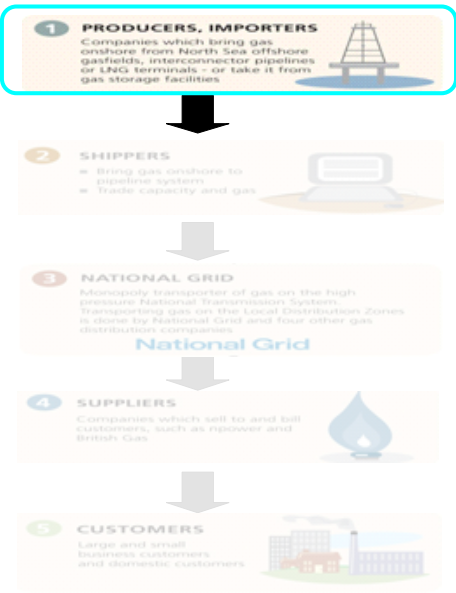 1 PRODUCERS, IMPORTERS
Companies which bring gas
onshore from North Sea offshore
gasfields, interconnector pipelines
or LNG terminals - or take it from
gas storage facilities
2 SHIPPERS
Bring gas onshore to
pipeline system
Trade capacity and gas
3 NATIONAL GRID
Monopoly transporter of gas on the high
pressure National Transmission System.
Transporting gas on the Local Distribution Zones
is done by National Grid and four other gas
distribution companies
National Grid
4 SUPPLIERS
Companies which sell to and bill
customers, such as npower and
British Gas
5 CUSTOMERS
Large and small
business customers
and domestic customers